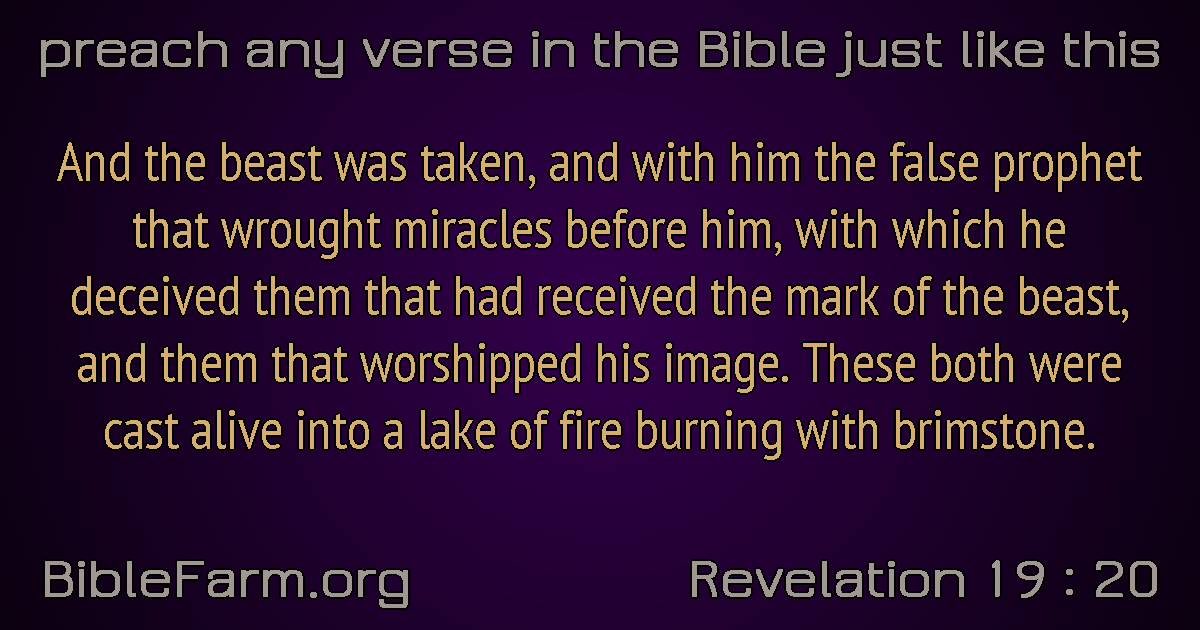 preach any verse in the Bible just like this
And the beast was taken, and with him the false prophet
that wrought miracles before him, with which he
deceived them that had received the mark of the beast,
and them that worshipped his image. These both were
cast alive into a lake of fire burning with brimstone.
BibleFarm.org
Revelation 19 : 20